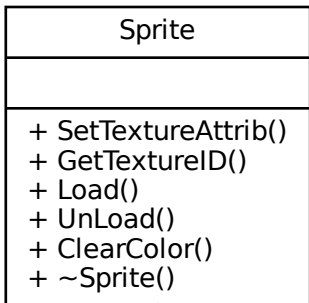 Sprite
+ SetTextureAttrib()
+ GetTextureID()
+ Load()
+ UnLoad()
+ ClearColor()
+ ~Sprite()